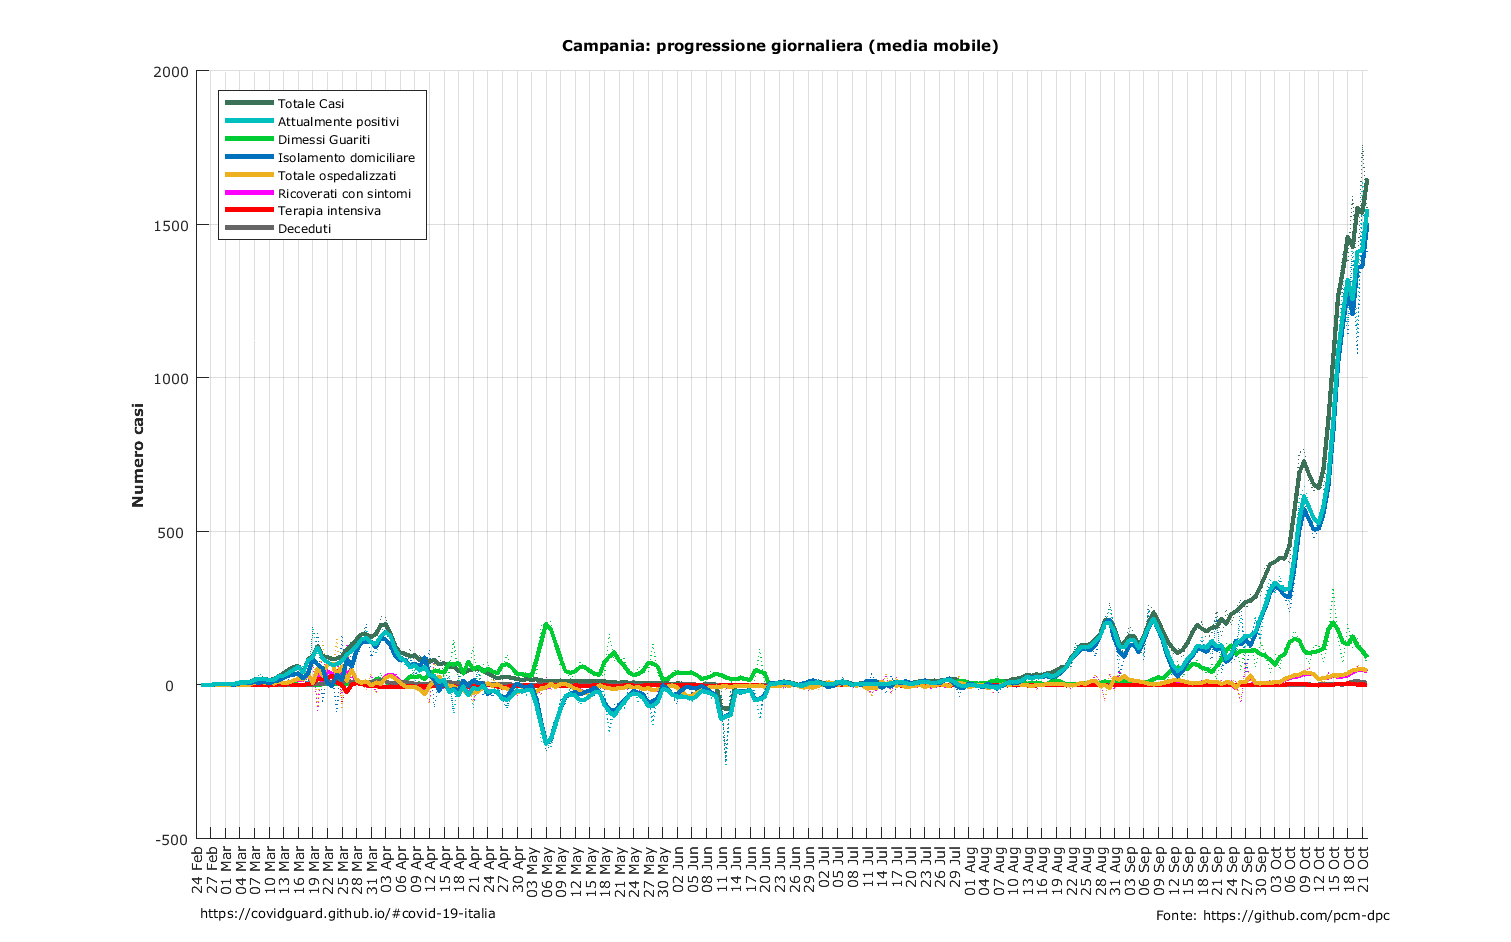 Campania: progressione giornaliera (media mobile)
2000
1500
1000
500
0
-500
Numero casi
Totale Casi
Attualmente positivi
Dimessi Guariti
Isolamento domiciliare
Totale ospedalizzati
Ricoverati con sintomi
Terapia intensiva
Deceduti
24 Feb
27 Feb
01 Mar
04 Mar
07 Mar
10 Mar
13 Mar
16 Mar
19 Mar
22 Mar
25 Mar
28 Mar
31 Mar
03 Apr
06 Apr
09 Apr
12 Apr
15 Apr
18 Apr
21 Apr
24 Apr
27 Apr
30 Apr
03 May
06 May
09 May
12 May
15 May
18 May
21 May
24 May
27 May
30 May
02 Jun
05 Jun
08 Jun
11 Jun
14 Jun
17 Jun
20 Jun
23 Jun
26 Jun
29 Jun
02 Jul
05 Jul
08 Jul
11 Jul
14 Jul
17 Jul
20 Jul
23 Jul
26 Jul
29 Jul
01 Aug
04 Aug
07 Aug
10 Aug
13 Aug
16 Aug
19 Aug
22 Aug
25 Aug
28 Aug
31 Aug
03 Sep
06 Sep
09 Sep
12 Sep
15 Sep
18 Sep
21 Sep
24 Sep
27 Sep
30 Sep
03 Oct
06 Oct
09 Oct
12 Oct
15 Oct
18 Oct
21 Oct
https://covidguard.github.io/#covid-19-italia
Fonte: https://github.com/pcm-dpc